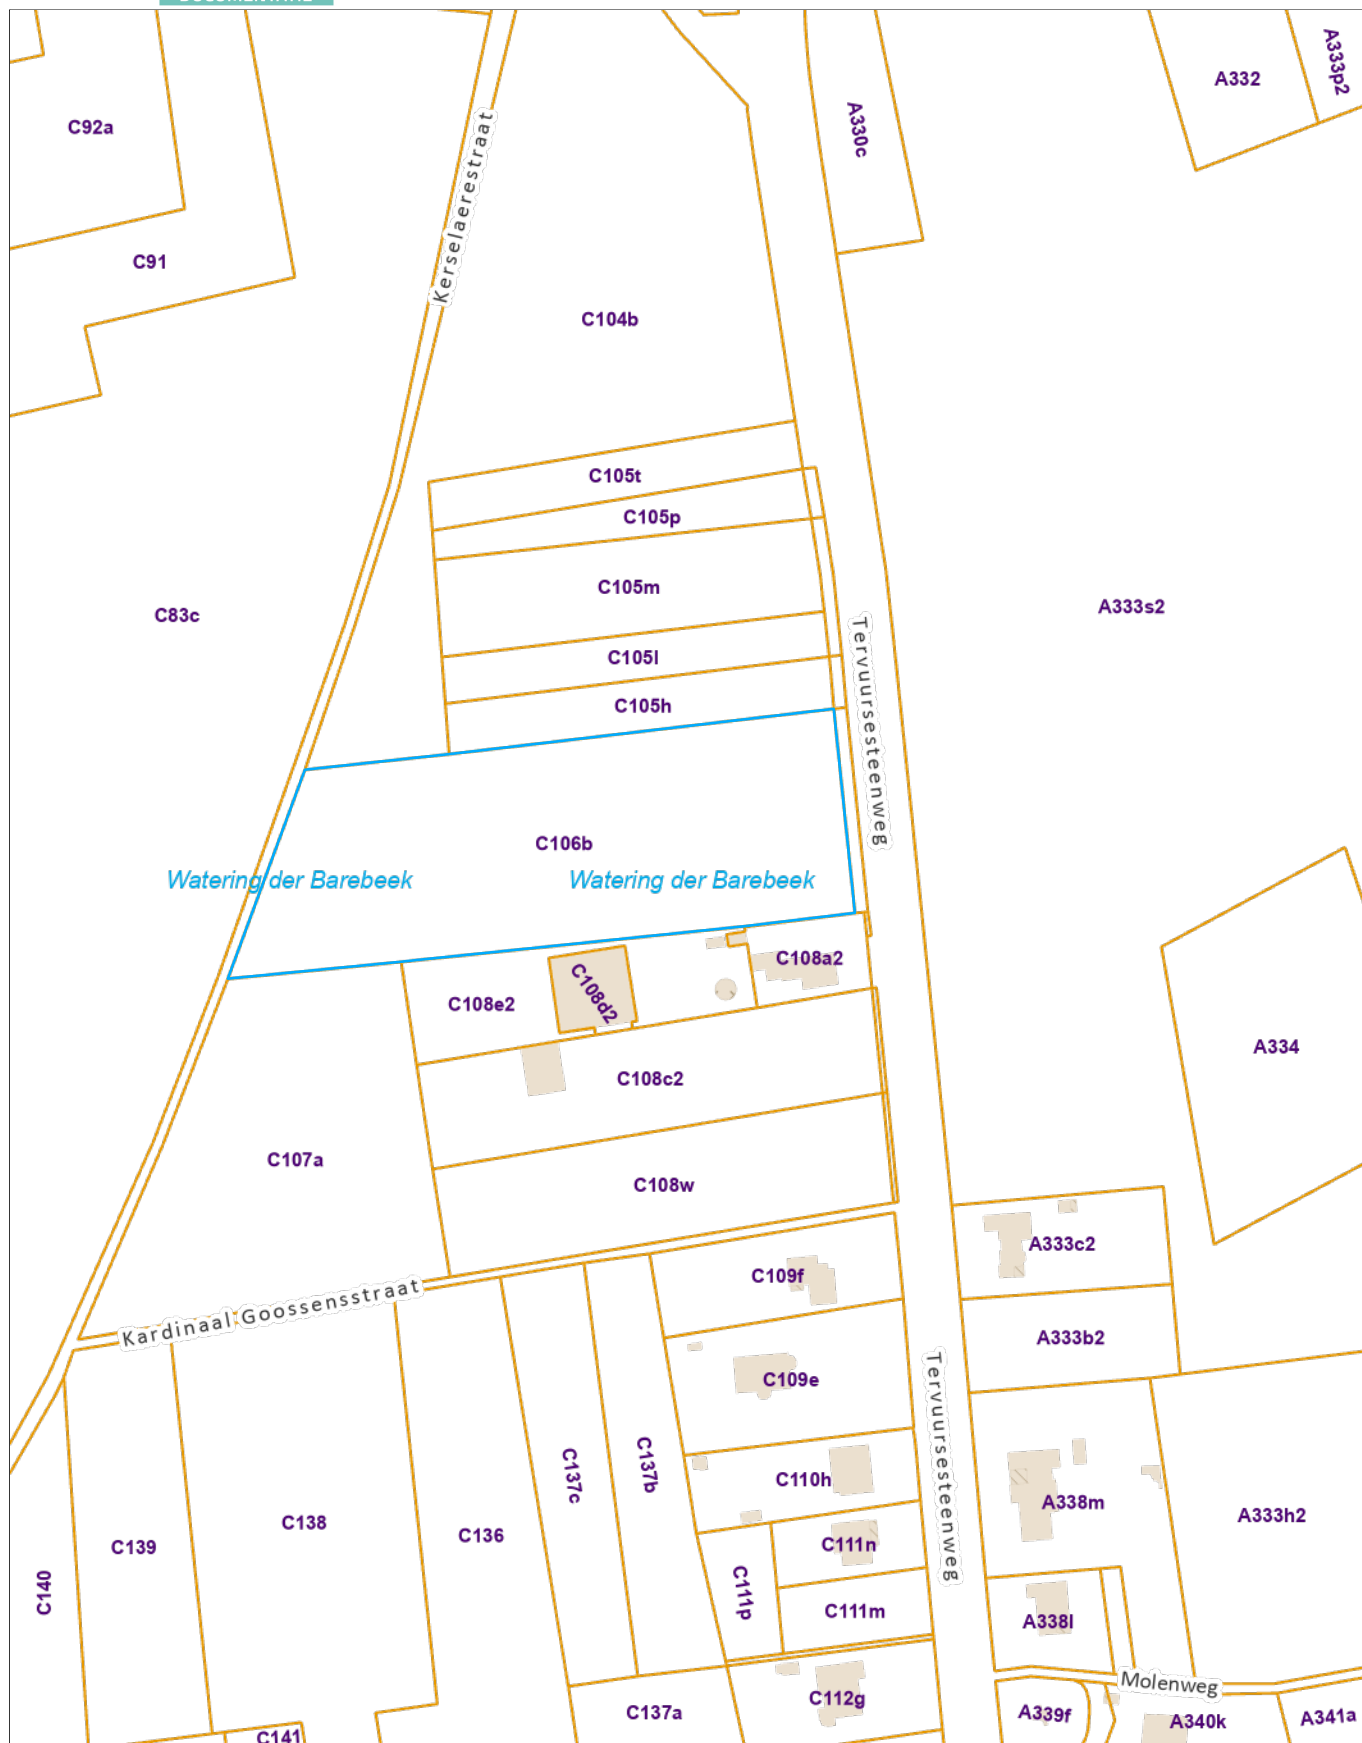 A332
A333p2
C92a
A330c
Kerselaerestraat
C91
C104b
C105t
C105p
C105m
A333s2
C83c
C105l
C105h
Tervuursesteenweg
C106b
Watering der Barebeek
Watering der Barebeek
C108a2
C108e2
C108d2
A334
C108c2
C107a
C108w
A333c2
C109f
Kardinaal Goossensstraat
A333b2
C109e
Tervuursesteenweg
C137c
C137b
C110h
A338m
A333h2
C138
C136
C139
C111n
C140
C111p
C111m
A338l
Molenweg
C112g
C137a
A339f
A340k
A341a
C141